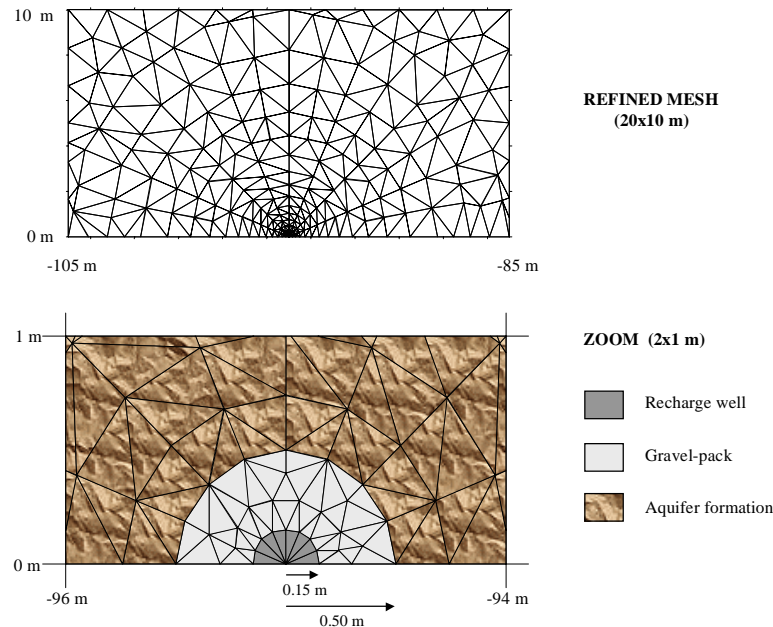 10 m
REFINED MESH
(20x10 m)
0 m
-105 m
-85 m
1 m
ZOOM (2x1 m)
Recharge well
Gravel-pack
Aquifer formation
0 m
-96 m
0.15 m
-94 m
0.50 m